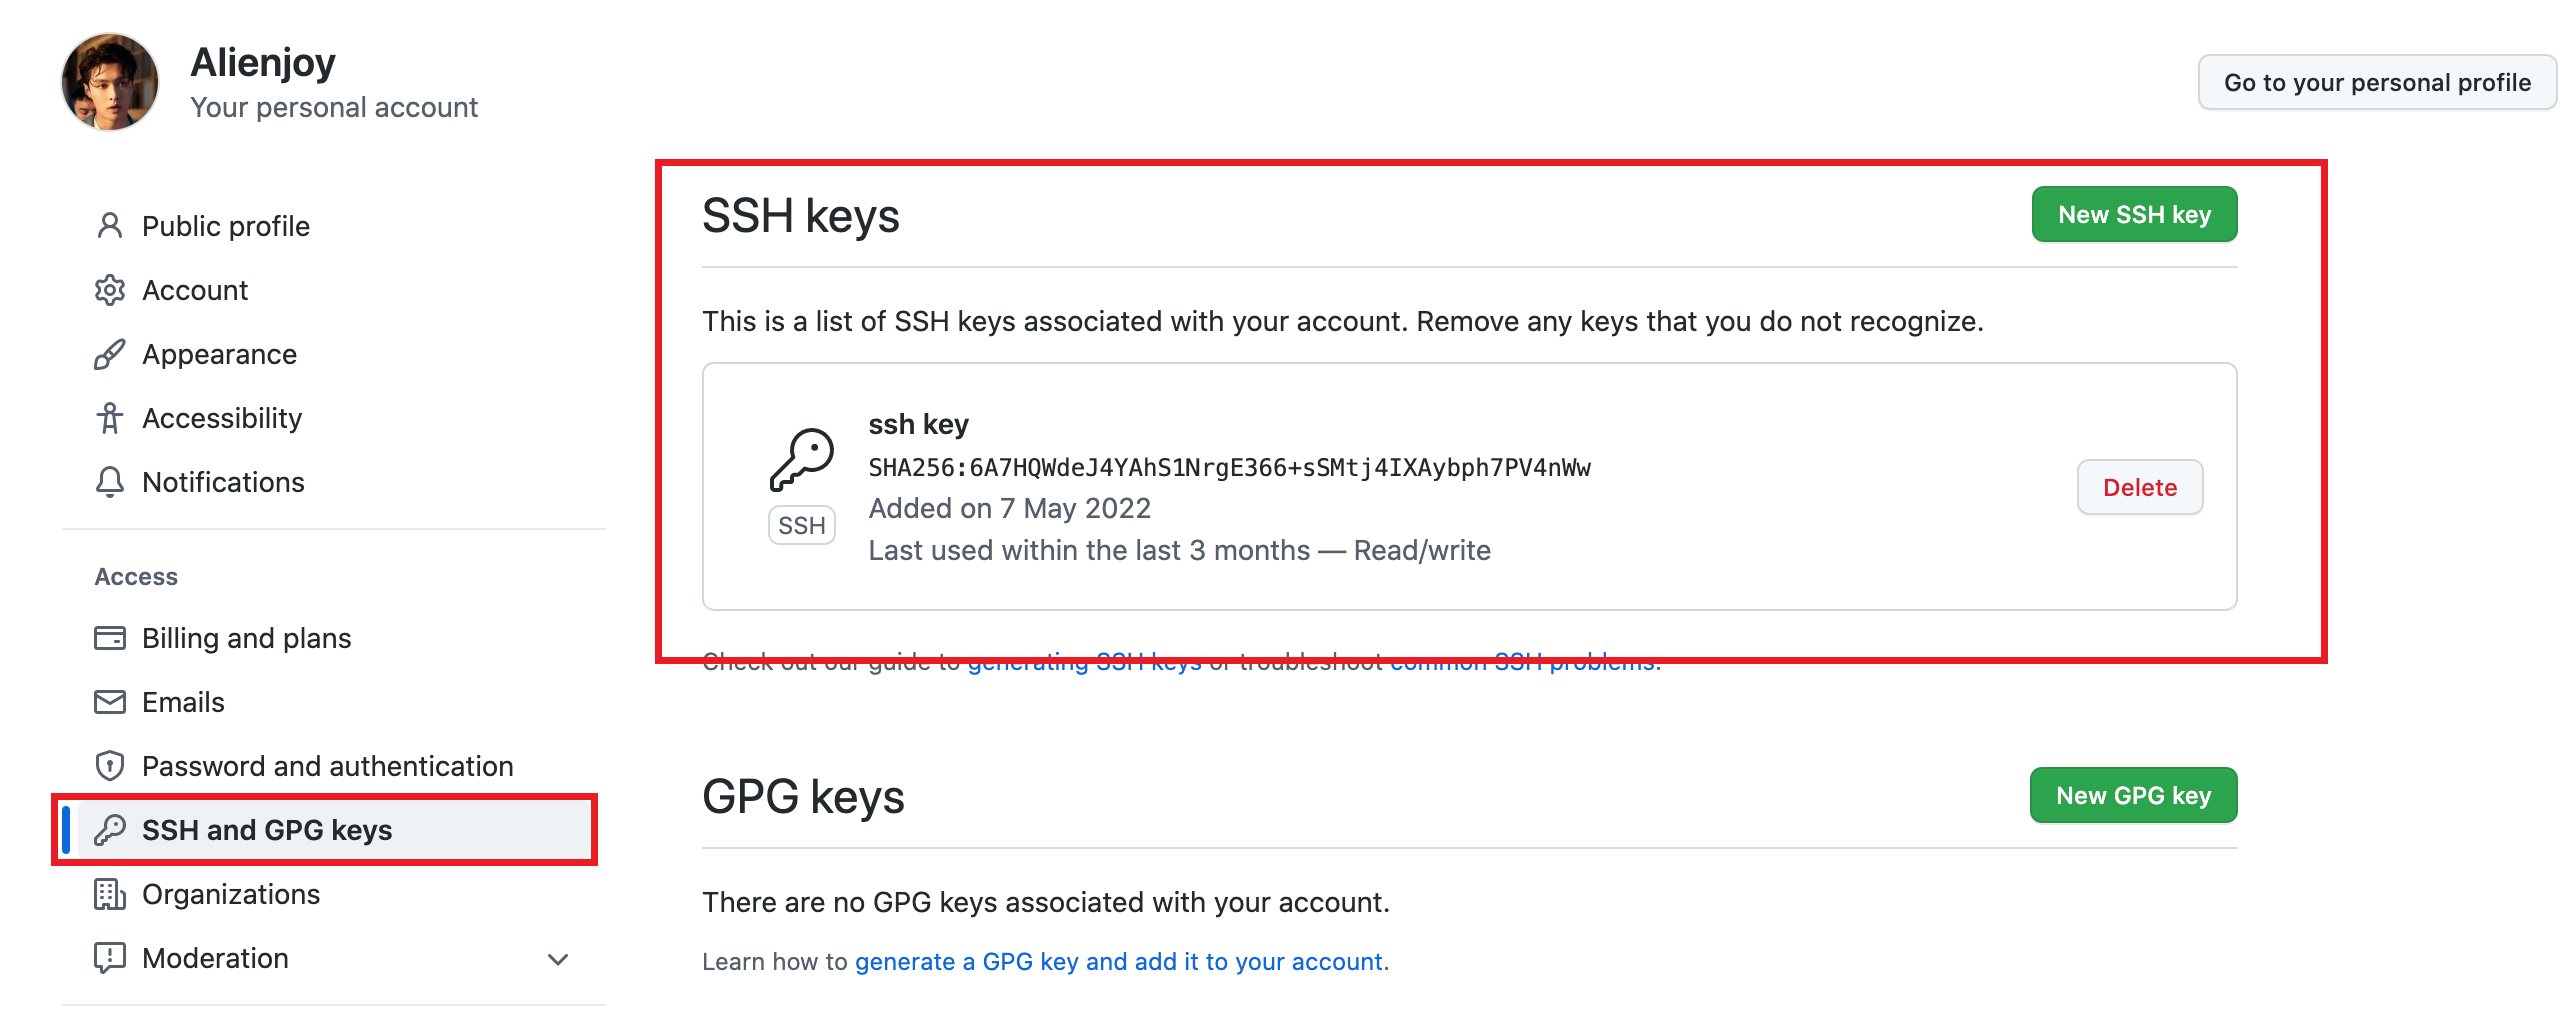 Alienjoy
Your personal account
Go to your personal profile
Public profile
Account
Appearance
Accessibility
Notifications
Access
Billing and plans
Emails
Password and authentication
SSH and GPG keys
Organizations
Moderation
SSH keys
New SSH key
This is a list of SSH keys associated with your account. Remove any keys that you do not recognize.
ssh key
SHA256:6A7HQWdeJ4YAhS1NrgE366+sSMtj4IXAybph7PV4nWw
SSH
Added on 7 May 2022
Last used within the last 3 months — Read/write
Delete
Check out our guide to generating SSH keys or troubleshoot common SSH problems.
GPG keys
New GPG key
There are no GPG keys associated with your account.
Learn how to generate a GPG key and add it to your account.